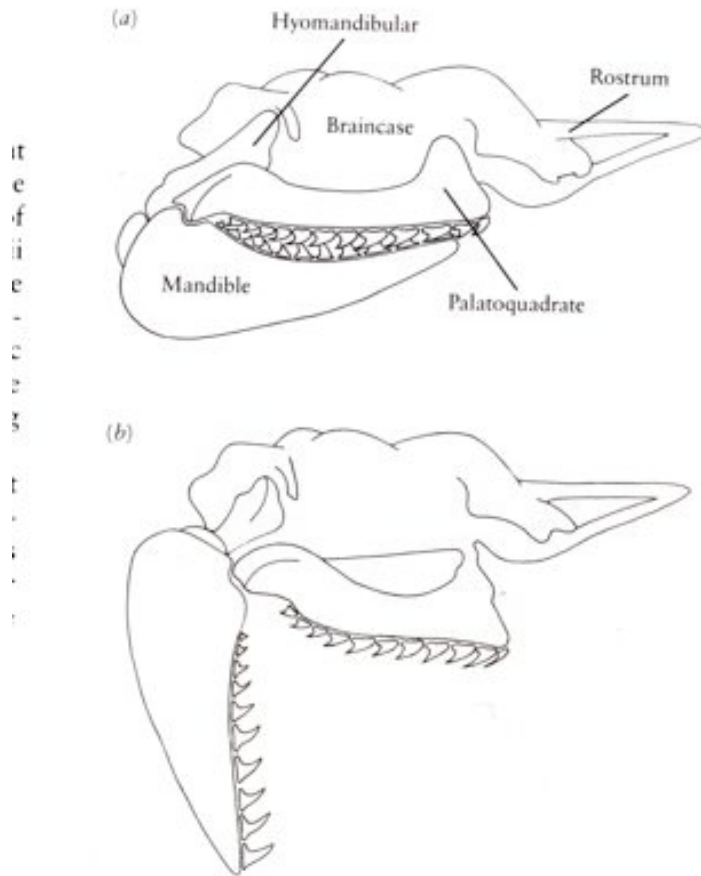 (a)
Hyomandibular
Rostrum
Braincase
Mandible
Palatoquadrate
(b)